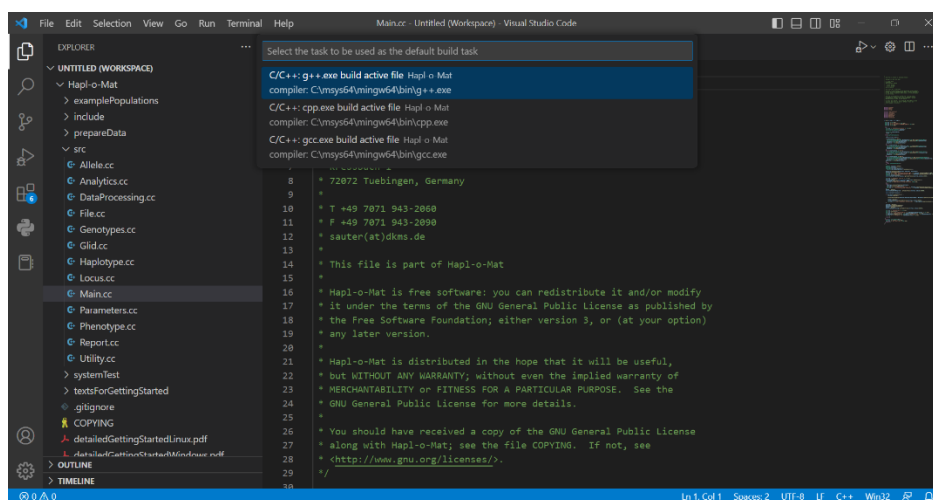 File Edit Selection View Go Run Terminal Help Main.cc - Untitled (Workspace) - Visual Studio Code
EXPLORER ...
UNTITLED (WORKSPACE)
Hapl-o-Mat
examplePopulations
include
prepareData
src
Allele.cc
Analytics.cc
DataProcessing.cc
File.cc
Genotypes.cc
Glid.cc
Haplotype.cc
Locus.cc
Main.cc
Parameters.cc
Phenotype.cc
Report.cc
Utility.cc
systemTest
textsForGettingStarted
.gitignore
COPYING
detailedGettingStartedLinux.pdf
detailedGettingStartedWindows.pdf
OUTLINE
TIMELINE
6
Select the task to be used as the default build task
C/C++: g++.exe build active file Hapl-o-Mat
compiler: C:\msys64\mingw64\bin\g++.exe
C/C++: cpp.exe build active file Hapl-o-Mat
compiler: C:\msys64\mingw64\bin\cpp.exe
C/C++: gcc.exe build active file Hapl-o-Mat
compiler: C:\msys64\mingw64\bin\gcc.exe
8 * 72072 Tuebingen, Germany
9 *
10 * T +49 7071 943-2060
11 * F +49 7071 943-2090
12 * sauter(at)dkms.de
13 *
14 * This file is part of Hapl-o-Mat
15 *
16 * Hapl-o-Mat is free software: you can redistribute it and/or modify
17 * it under the terms of the GNU General Public License as published by
18 * the Free Software Foundation; either version 3, or (at your option)
19 * any later version.
20 *
21 * Hapl-o-Mat is distributed in the hope that it will be useful,
22 * but WITHOUT ANY WARRANTY; without even the implied warranty of
23 * MERCHANTABILITY or FITNESS FOR A PARTICULAR PURPOSE. See the
24 * GNU General Public License for more details.
25 *
26 * You should have received a copy of the GNU General Public License
27 * along with Hapl-o-Mat; see the file COPYING. If not, see
28 * <http://www.gnu.org/licenses/>.
29 */
30
0 0 Ln 1, Col 1 Spaces: 2 UTF-8 LF C++ Win32